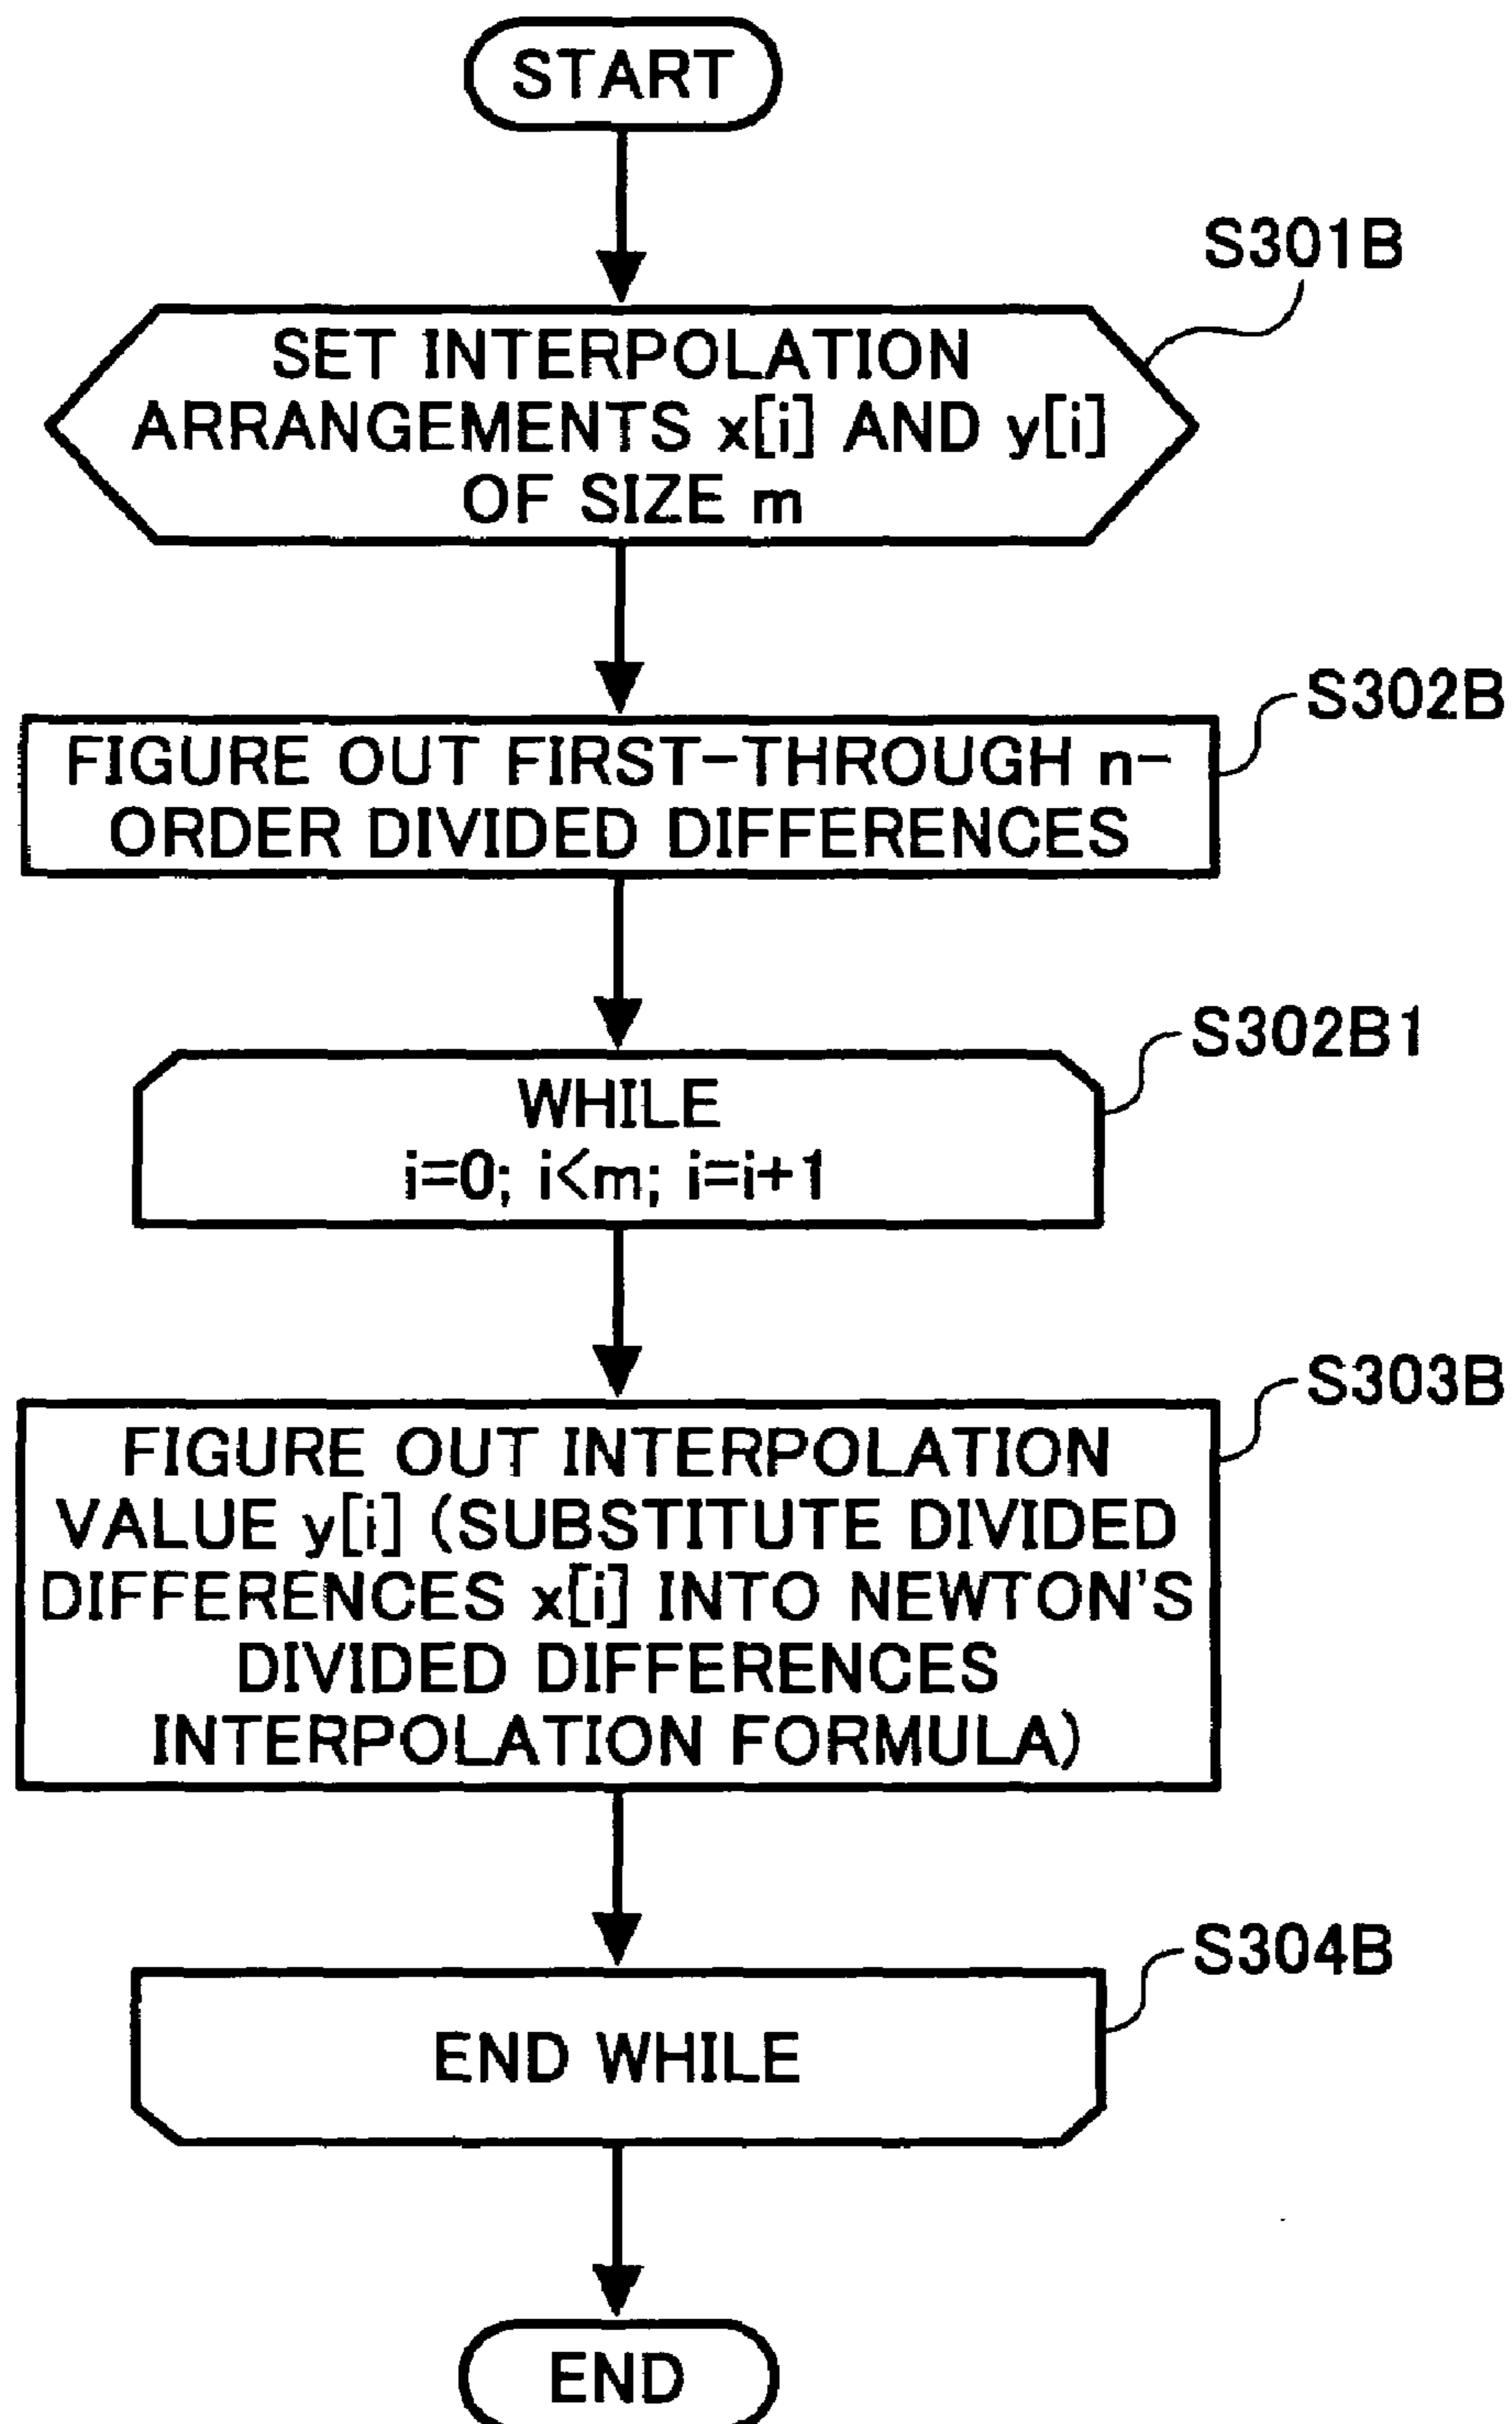 START
S301B
SET INTERPOLATION
ARRANGEMENTS x[i] AND y[i]
OF SIZE m
S302B
FIGURE OUT FIRST-THROUGH n-
ORDER DIVIDED DIFFERENCES
S302B1
WHILE
i=0; i<m; i=i+1
S303B
FIGURE OUT INTERPOLATION
VALUE y[i] (SUBSTITUTE DIVIDED
DIFFERENCES x[i] INTO NEWTON'S
DIVIDED DIFFERENCES
INTERPOLATION FORMULA)
S304B
END WHILE
END